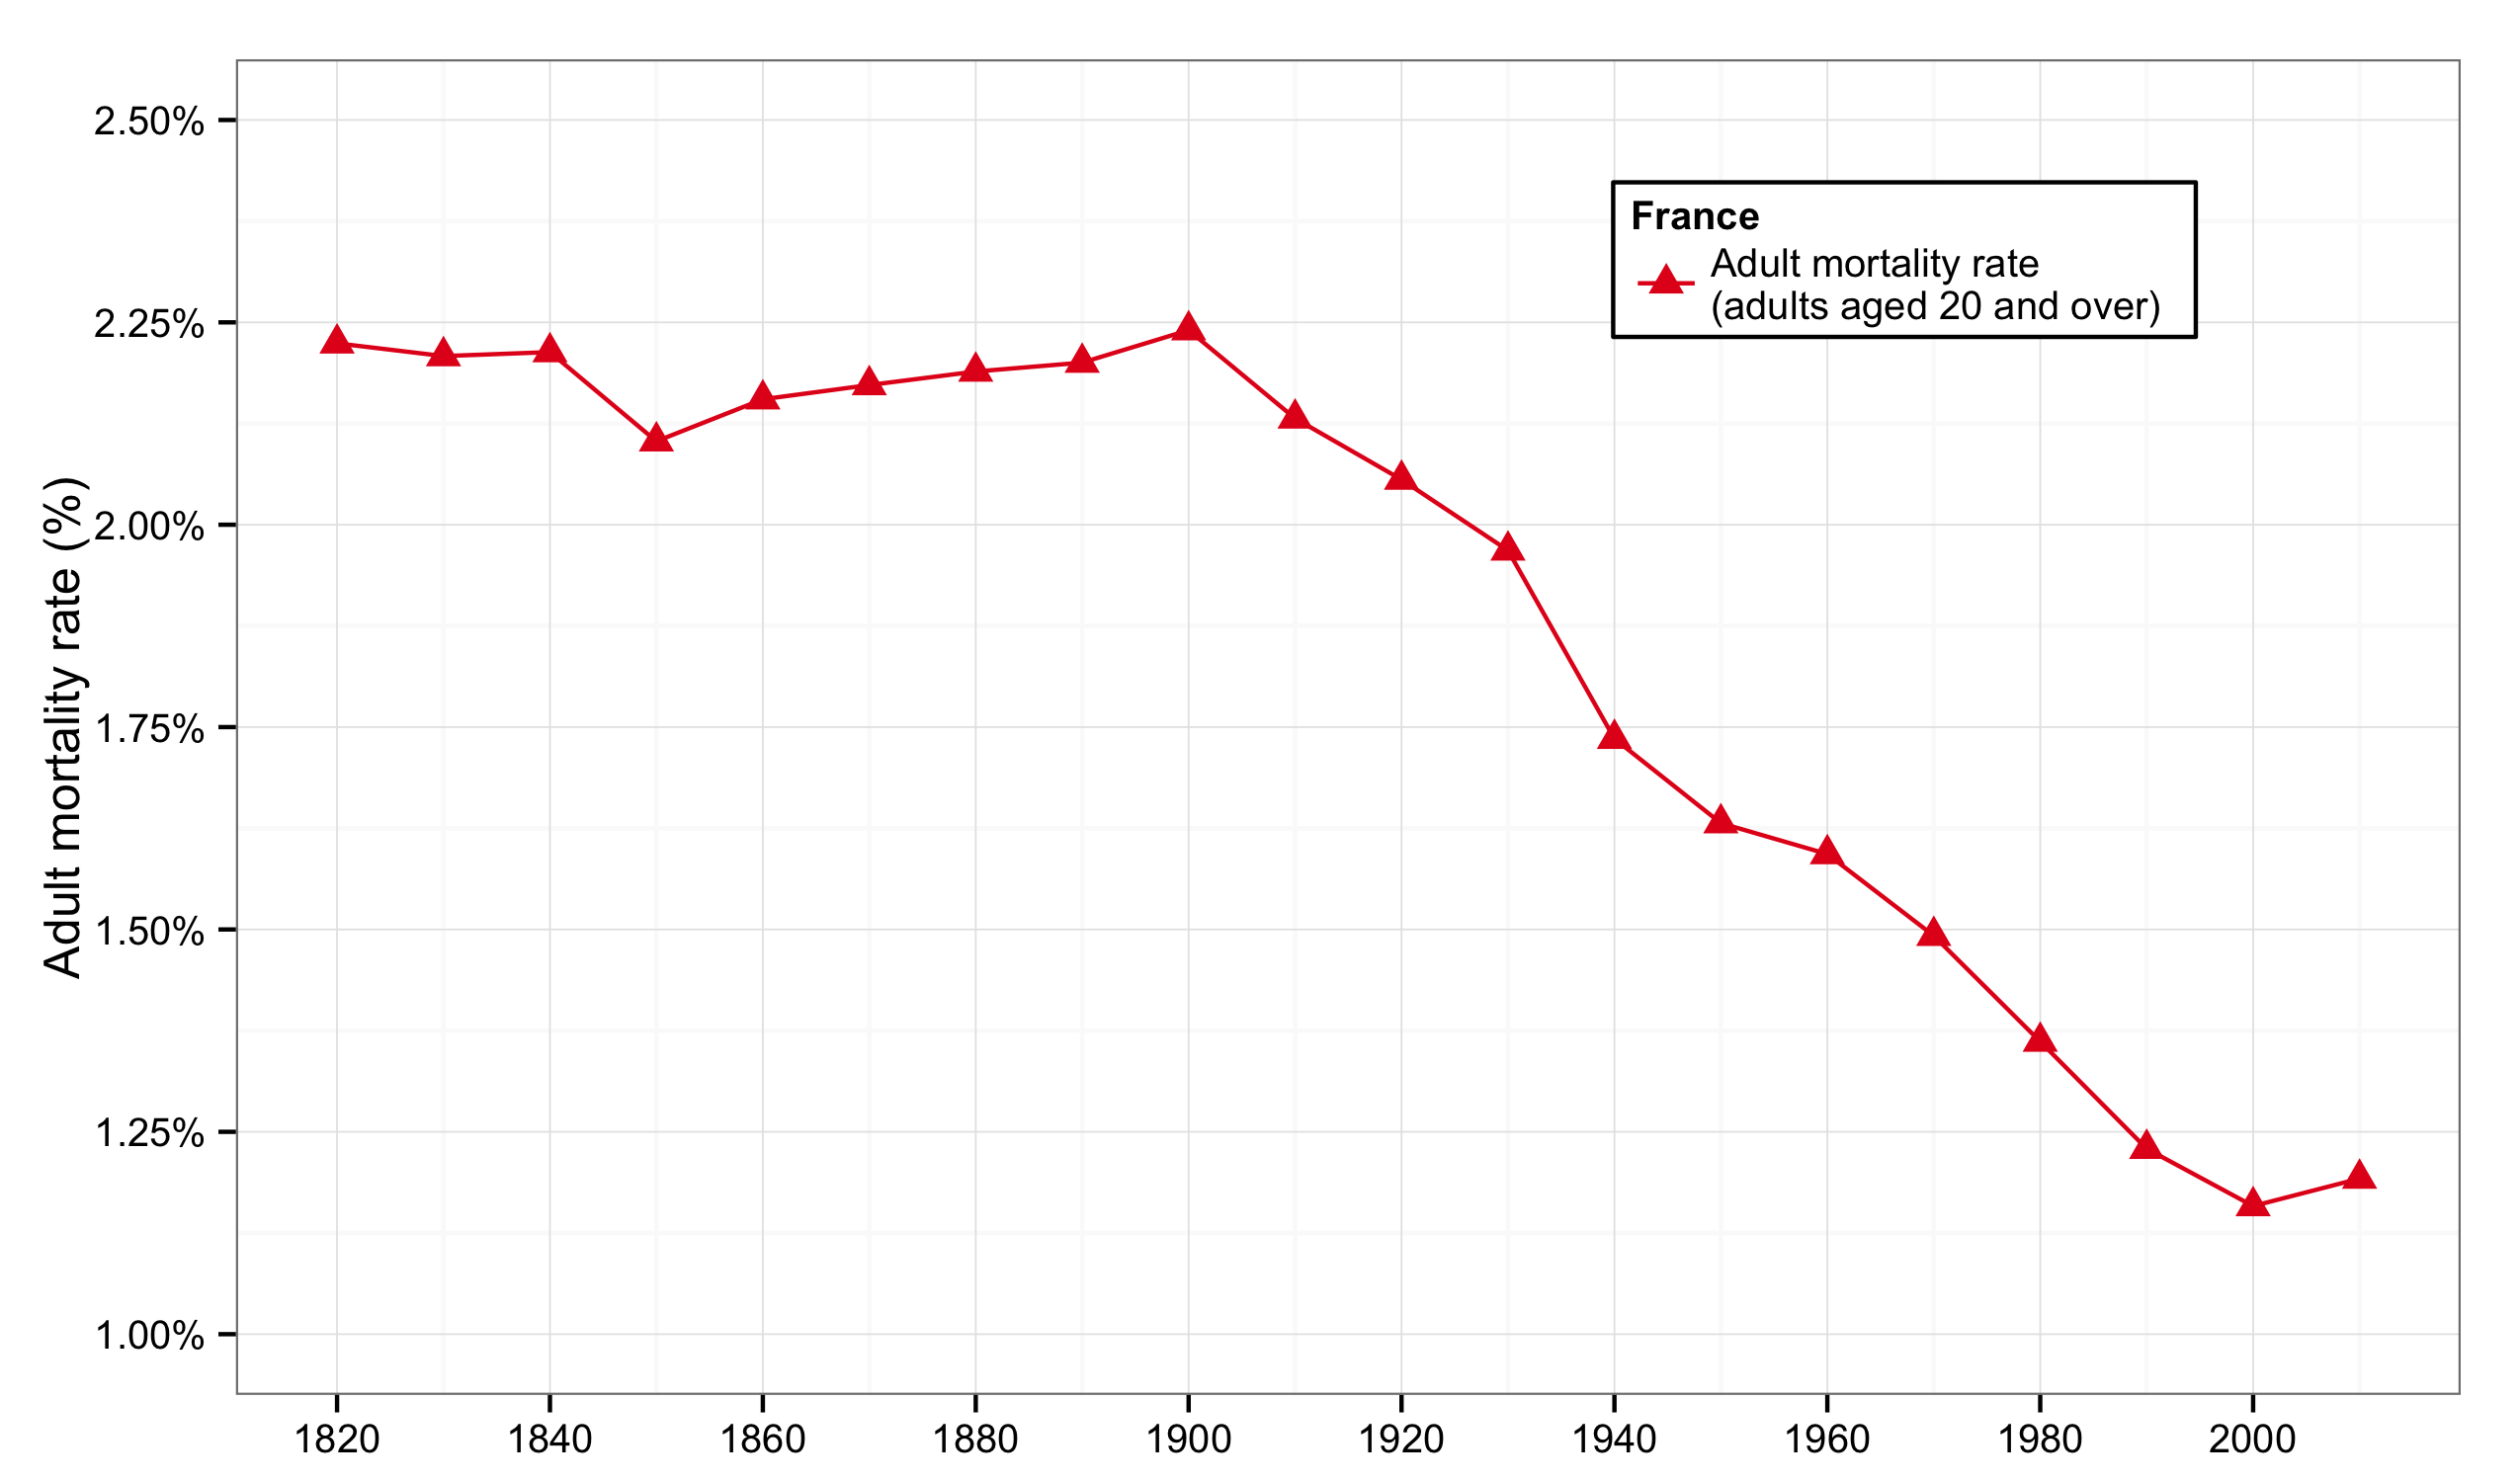 Adult mortality rate (%)
2.50%
2.25%
2.00%
1.75%
1.50%
1.25%
1.00%
France
Adult mortality rate
(adults aged 20 and over)
1820 1840 1860 1880 1900 1920 1940 1960 1980 2000